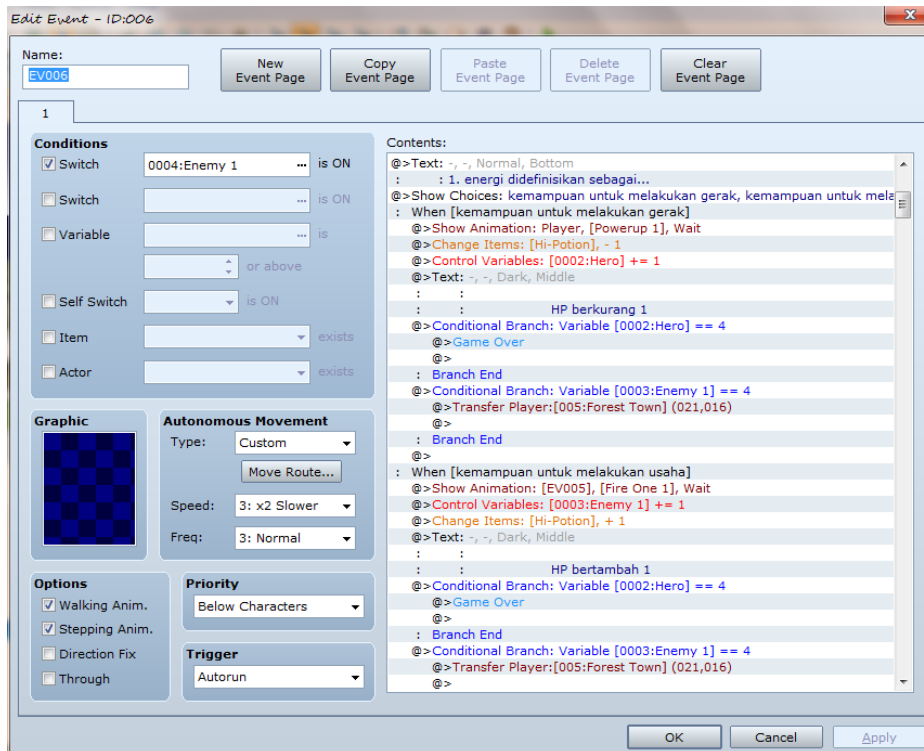 Edit Event - ID:006
x
Name:
EV006
New Event Page
Copy Event Page
Paste Event Page
Delete Event Page
Clear Event Page
1
Conditions
Switch 0004:Enemy 1 ... is ON
Switch ... is ON
Variable ... is
or above
Self Switch is ON
Item exists
Actor exists
Graphic
Autonomous Movement
Type: Custom
Move Route...
Speed: 3: x2 Slower
Freq: 3: Normal
Options
Walking Anim.
Stepping Anim.
Direction Fix
Through
Priority
Below Characters
Trigger
Autorun
Contents:
@>Text: -, -, Normal, Bottom
: : 1. energi didefinisikan sebagai...
@>Show Choices: kemampuan untuk melakukan gerak, kemampuan untuk mela
: When [kemampuan untuk melakukan gerak]
@>Show Animation: Player, [Powerup 1], Wait
@>Change Items: [Hi-Potion], - 1
@>Control Variables: [0002:Hero] += 1
@>Text: -, -, Dark, Middle
: :
: : HP berkurang 1
@>Conditional Branch: Variable [0002:Hero] == 4
@>Game Over
@>
: Branch End
@>Conditional Branch: Variable [0003:Enemy 1] == 4
@>Transfer Player:[005:Forest Town] (021,016)
@>
: Branch End
@>
: When [kemampuan untuk melakukan usaha]
@>Show Animation: [EV005], [Fire One 1], Wait
@>Control Variables: [0003:Enemy 1] += 1
@>Change Items: [Hi-Potion], + 1
@>Text: -, -, Dark, Middle
: :
: : HP bertambah 1
@>Conditional Branch: Variable [0002:Hero] == 4
@>Game Over
@>
: Branch End
@>Conditional Branch: Variable [0003:Enemy 1] == 4
@>Transfer Player:[005:Forest Town] (021,016)
@>
OK
Cancel
Apply